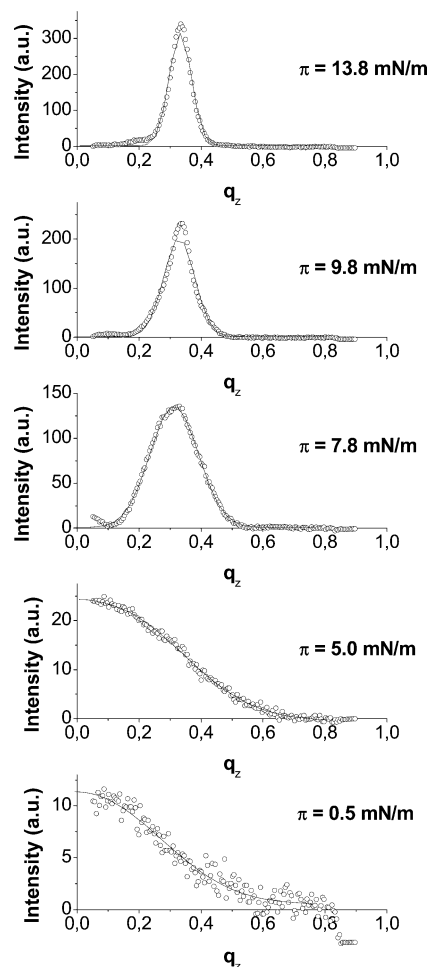 Intensity (a.u.)
300
200
100
0
π = 13.8 mN/m
0,0 0,2 0,4 0,6 0,8 1,0
q_z
Intensity (a.u.)
200
100
0
π = 9.8 mN/m
0,0 0,2 0,4 0,6 0,8 1,0
q_z
Intensity (a.u.)
150
100
50
0
π = 7.8 mN/m
0,0 0,2 0,4 0,6 0,8 1,0
q_z
Intensity (a.u.)
20
10
0
π = 5.0 mN/m
0,0 0,2 0,4 0,6 0,8 1,0
q_z
Intensity (a.u.)
10
5
0
π = 0.5 mN/m
0,0 0,2 0,4 0,6 0,8 1,0
q_z